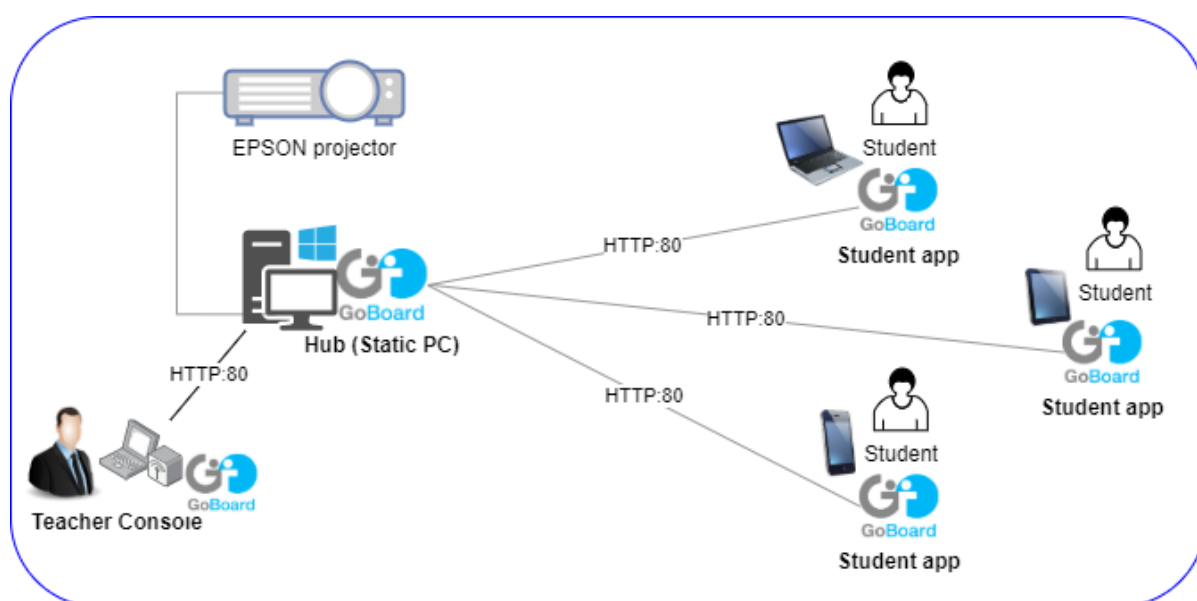 EPSON projector
Student
GoBoard
Student app
HTTP:80
Student
GoBoard
Hub (Static PC)
HTTP:80
GoBoard
Student app
HTTP:80
HTTP:80
Student
GoBoard
Teacher Console
GoBoard
Student app